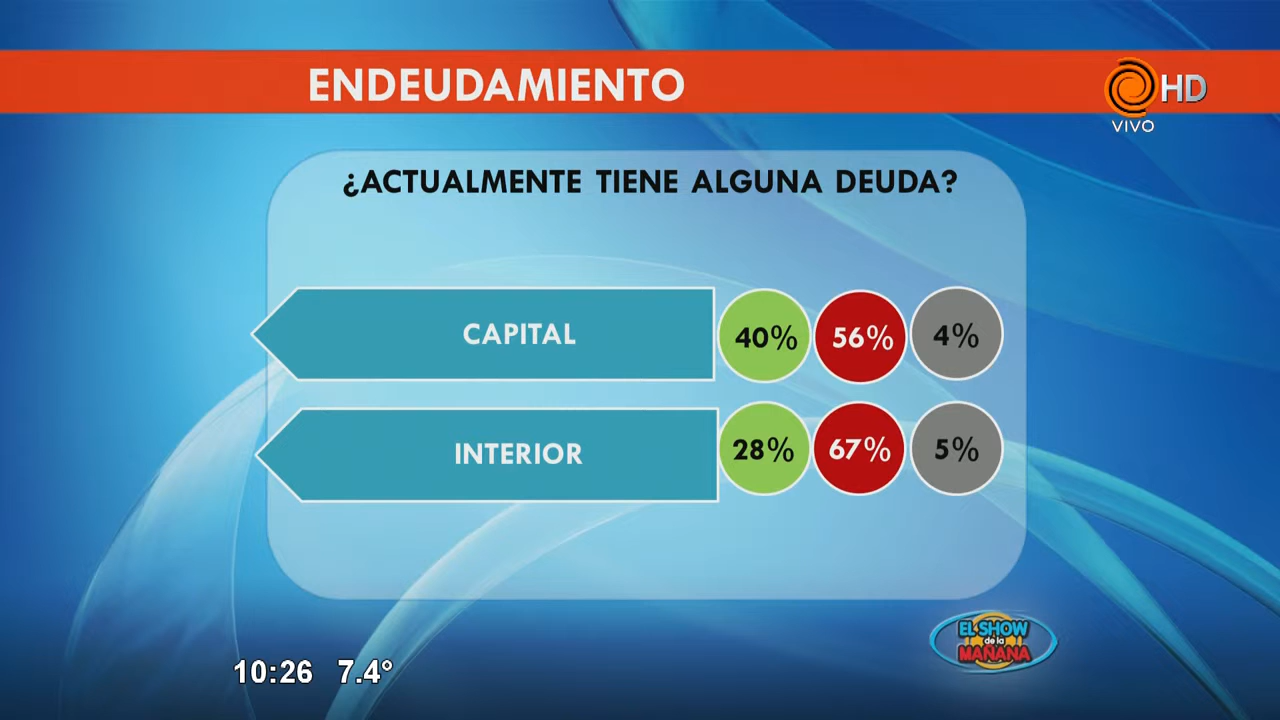 ENDEUDAMIENTO
HD
VIVO
¿ACTUALMENTE TIENE ALGUNA DEUDA?
CAPITAL 40% 56% 4%
INTERIOR 28% 67% 5%
EL SHOW
de la
MAÑANA
10:26 7.4°